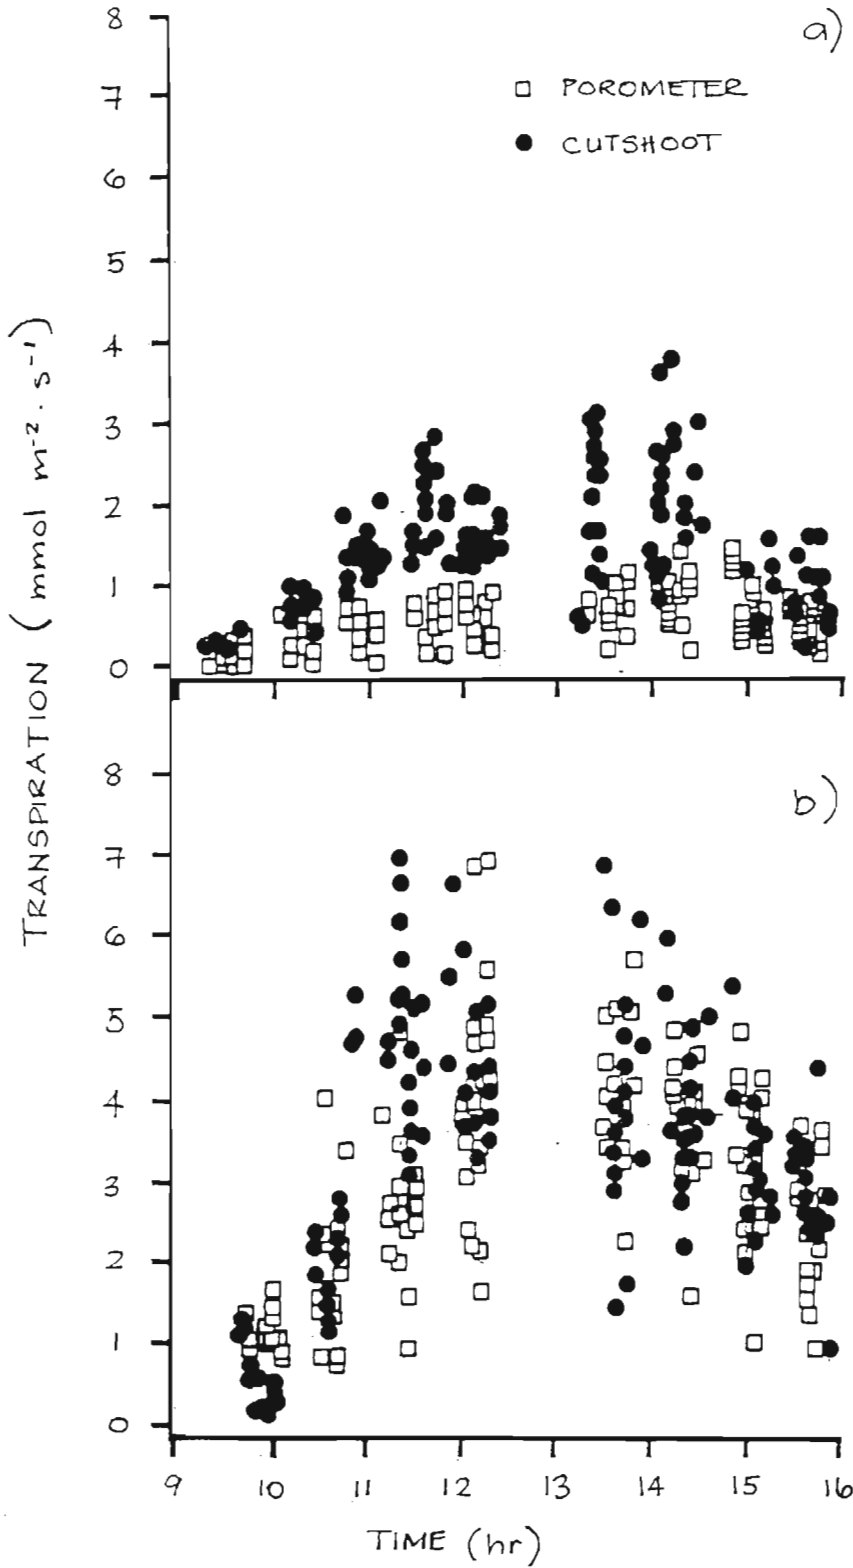 a)
8
7
6
5
4
3
2
1
0
□ POROMETER
● CUTSHOOT
TRANSPIRATION (mmol m⁻² · s⁻¹)
b)
8
7
6
5
4
3
2
1
0
9 10 11 12 13 14 15 16
TIME (hr)